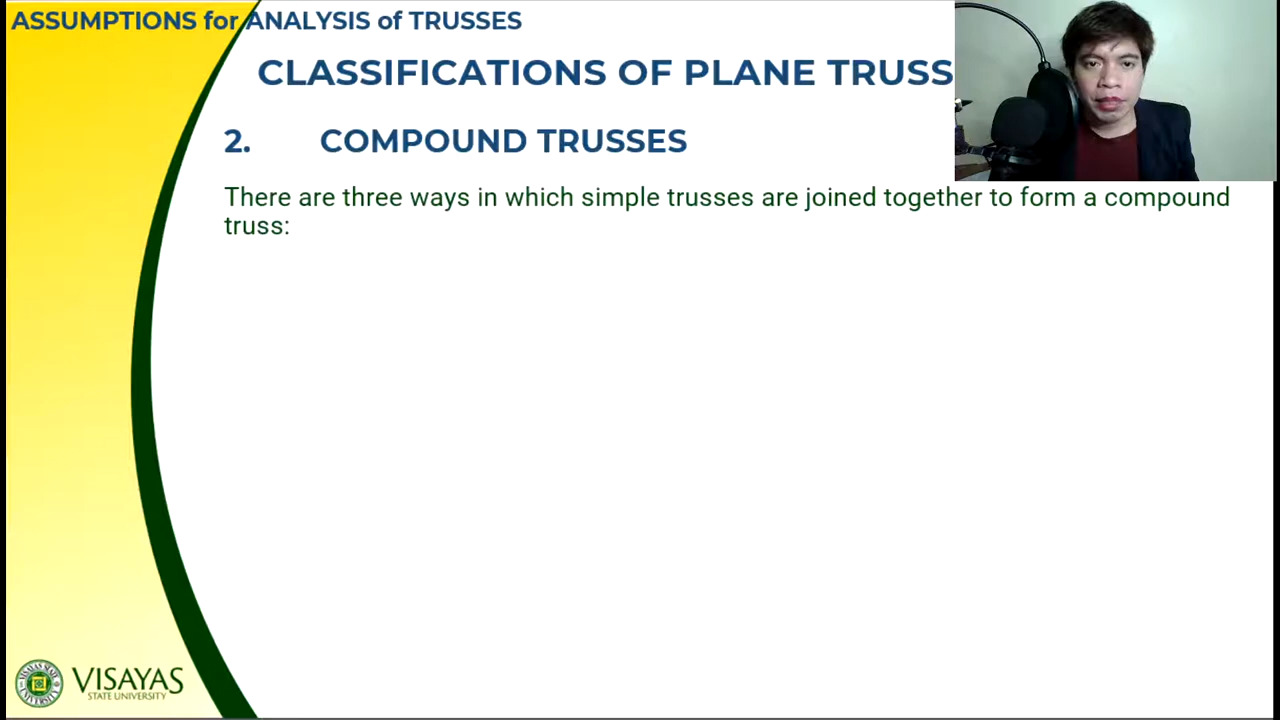 ASSUMPTIONS for ANALYSIS of TRUSSES
CLASSIFICATIONS OF PLANE TRUSS
2. COMPOUND TRUSSES
There are three ways in which simple trusses are joined together to form a compound
truss:
VISAYAS
STATE UNIVERSITY